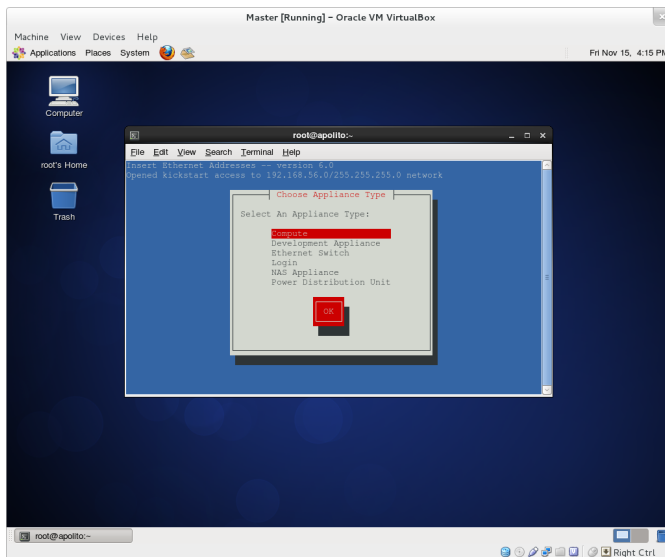 Master [Running] - Oracle VM VirtualBox
Machine View Devices Help
Applications Places System
Fri Nov 15, 4:15 PM
Computer
root's Home
Trash
root@apolito:~
File Edit View Search Terminal Help
Insert Ethernet Addresses -- version 6.0
Opened kickstart access to 192.168.56.0/255.255.255.0 network
Choose Appliance Type
Select An Appliance Type:
Compute
Development Appliance
Ethernet Switch
Login
NAS Appliance
Power Distribution Unit
OK
root@apolito:~
Right Ctrl